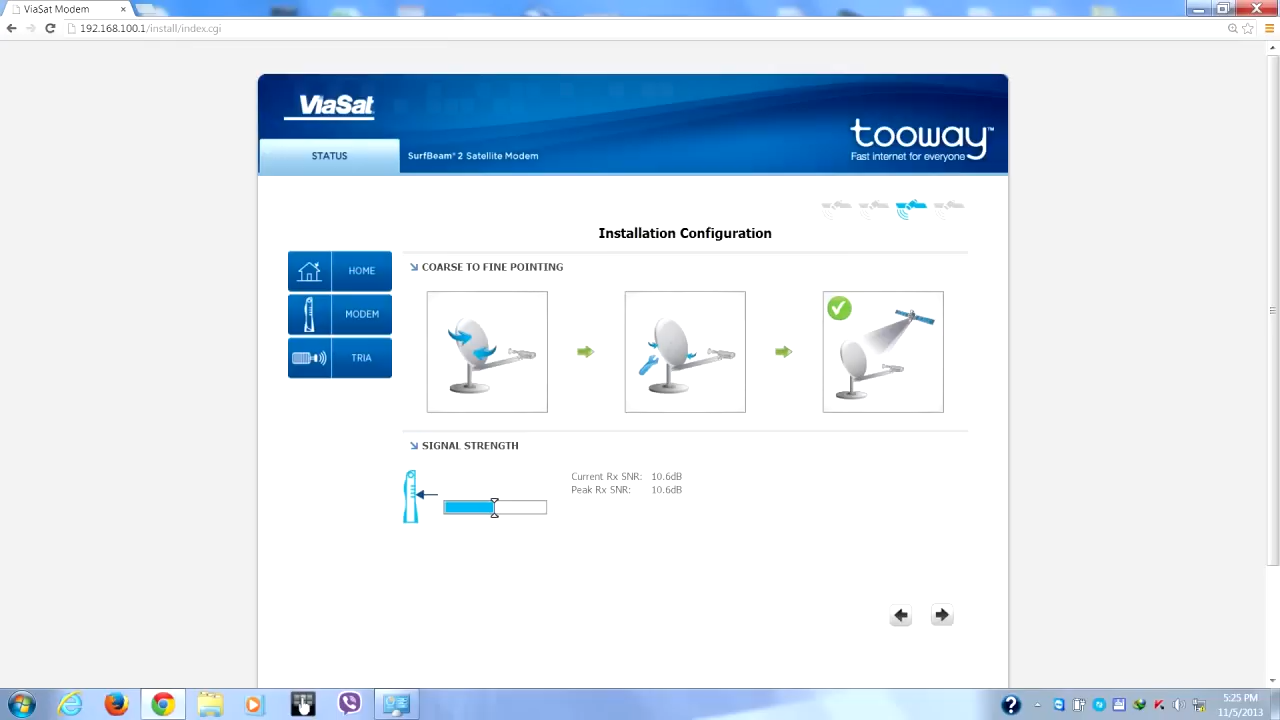 ViaSat Modem
192.168.100.1/install/index.cgi
ViaSat
tooway™
Fast internet for everyone
STATUS
SurfBeam® 2 Satellite Modem
Installation Configuration
HOME
MODEM
TRIA
COARSE TO FINE POINTING
SIGNAL STRENGTH
Current Rx SNR: 10.6dB
Peak Rx SNR: 10.6dB
5:25 PM
11/5/2013